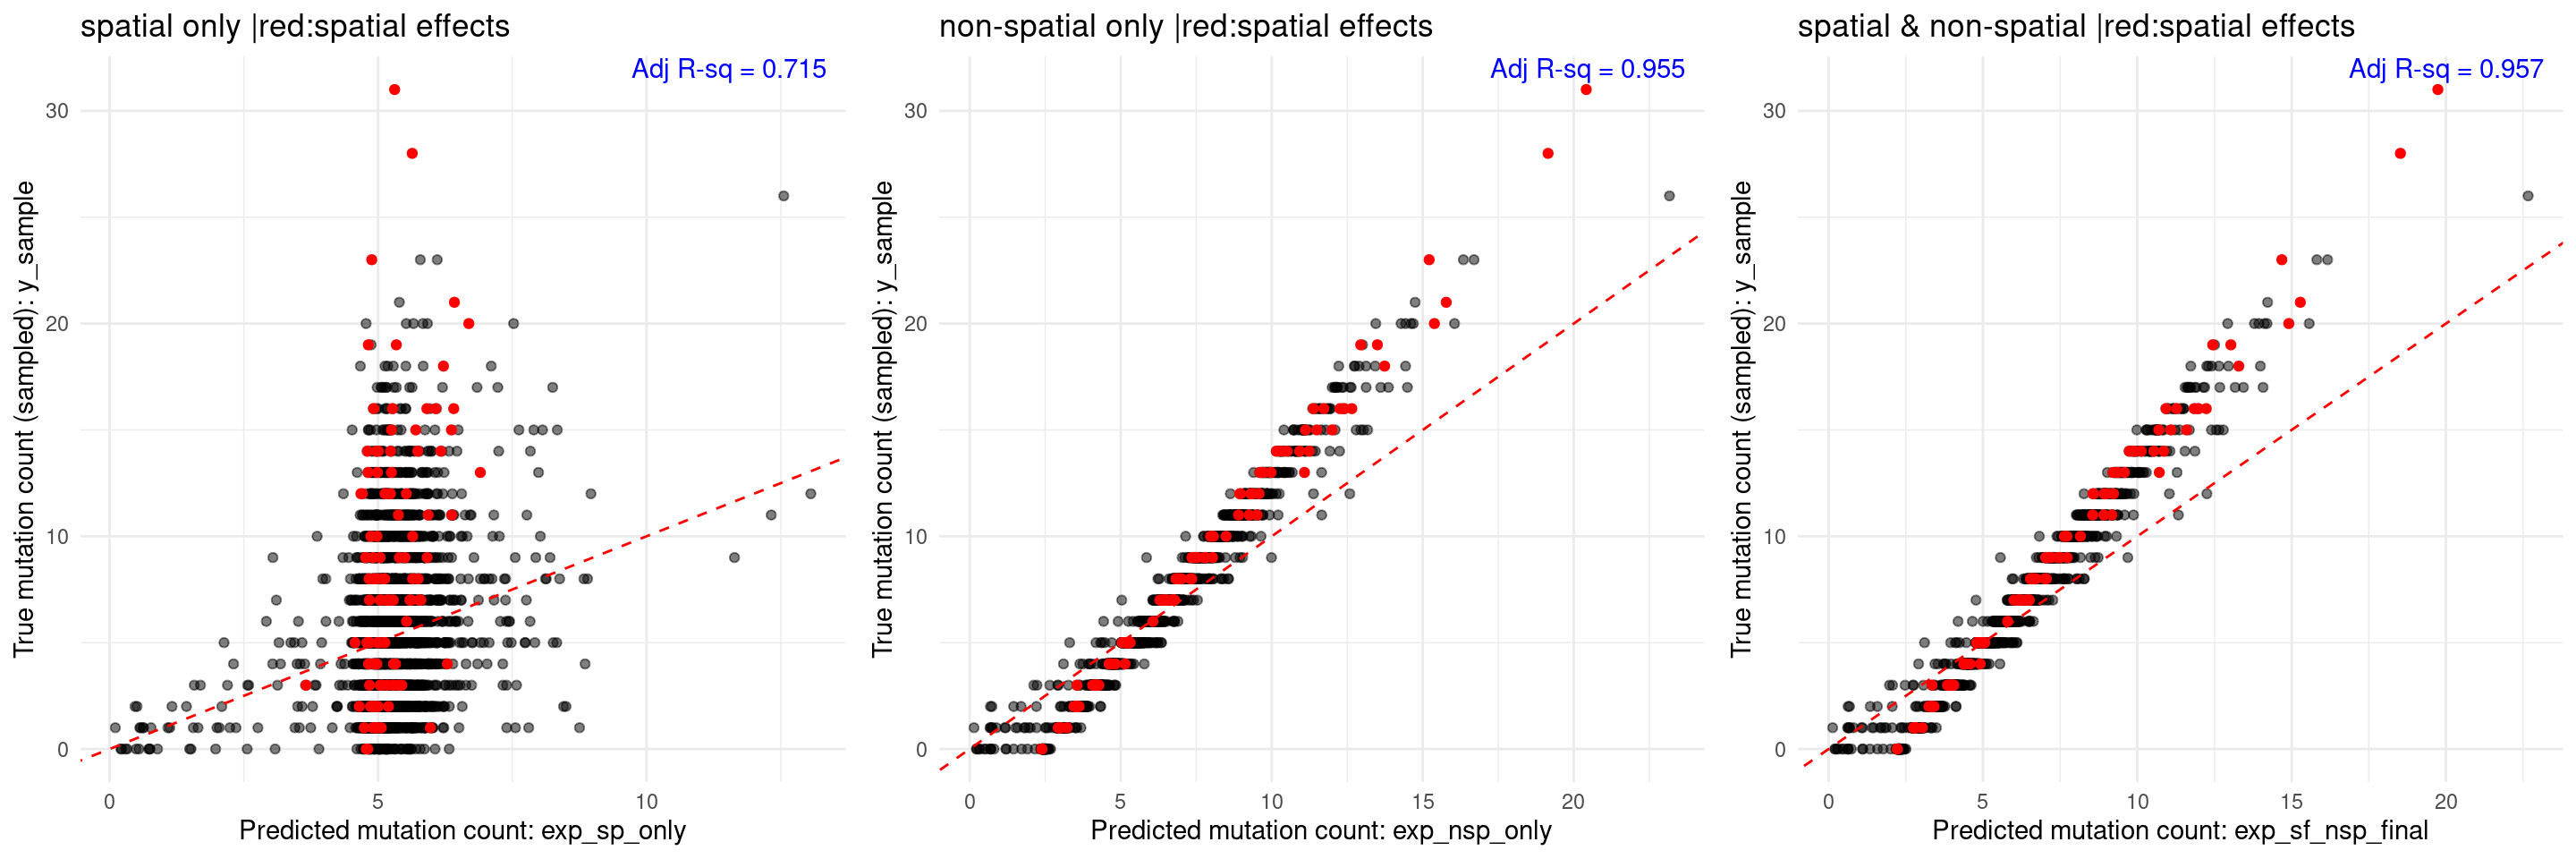 spatial only |red:spatial effects
Adj R-sq = 0.715
30
20
10
0
0
5
10
True mutation count (sampled): y_sample
Predicted mutation count: exp_sp_only
non-spatial only |red:spatial effects
Adj R-sq = 0.955
30
20
10
0
0
5
10
15
20
True mutation count (sampled): y_sample
Predicted mutation count: exp_nsp_only
spatial & non-spatial |red:spatial effects
Adj R-sq = 0.957
30
20
10
0
0
5
10
15
20
True mutation count (sampled): y_sample
Predicted mutation count: exp_sf_nsp_final